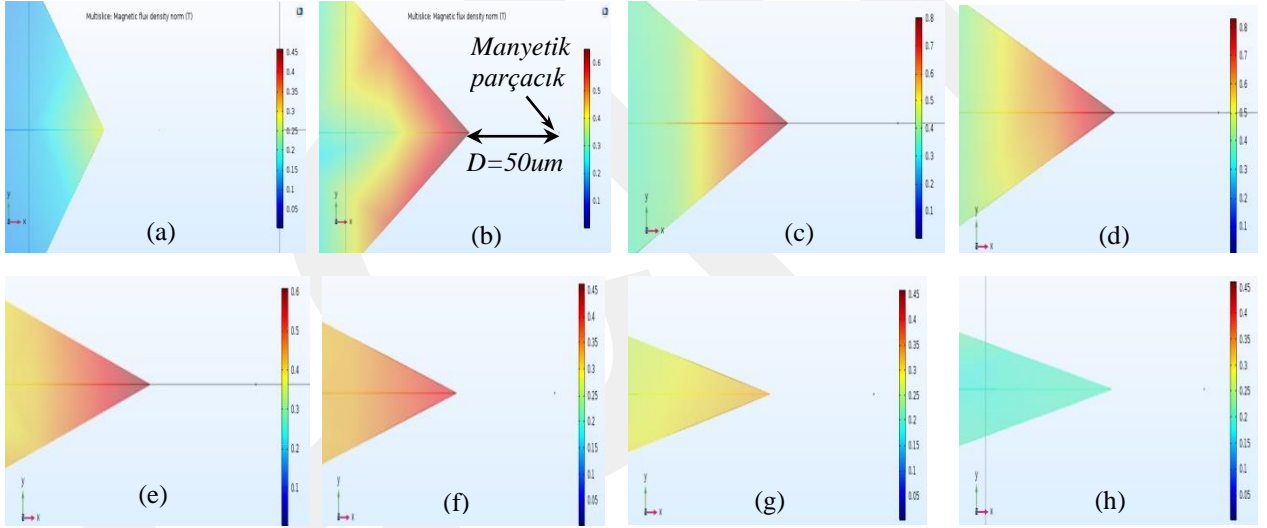 Multislice: Magnetic flux density norm (T)
0.45
0.4
0.35
0.3
0.25
0.2
0.15
0.1
0.05
y
x
(a)
Multislice: Magnetic flux density norm (T)
Manyetik
parçacık
D=50um
0.6
0.5
0.4
0.3
0.2
0.1
y
x
(b)
0.8
0.7
0.6
0.5
0.4
0.3
0.2
0.1
y
x
(c)
0.8
0.7
0.6
0.5
0.4
0.3
0.2
0.1
y
x
(d)
0.6
0.5
0.4
0.3
0.2
0.1
y
x
(e)
0.45
0.4
0.35
0.3
0.25
0.2
0.15
0.1
0.05
y
x
(f)
0.45
0.4
0.35
0.3
0.25
0.2
0.15
0.1
0.05
y
x
(g)
0.45
0.4
0.35
0.3
0.25
0.2
0.15
0.1
0.05
y
x
(h)